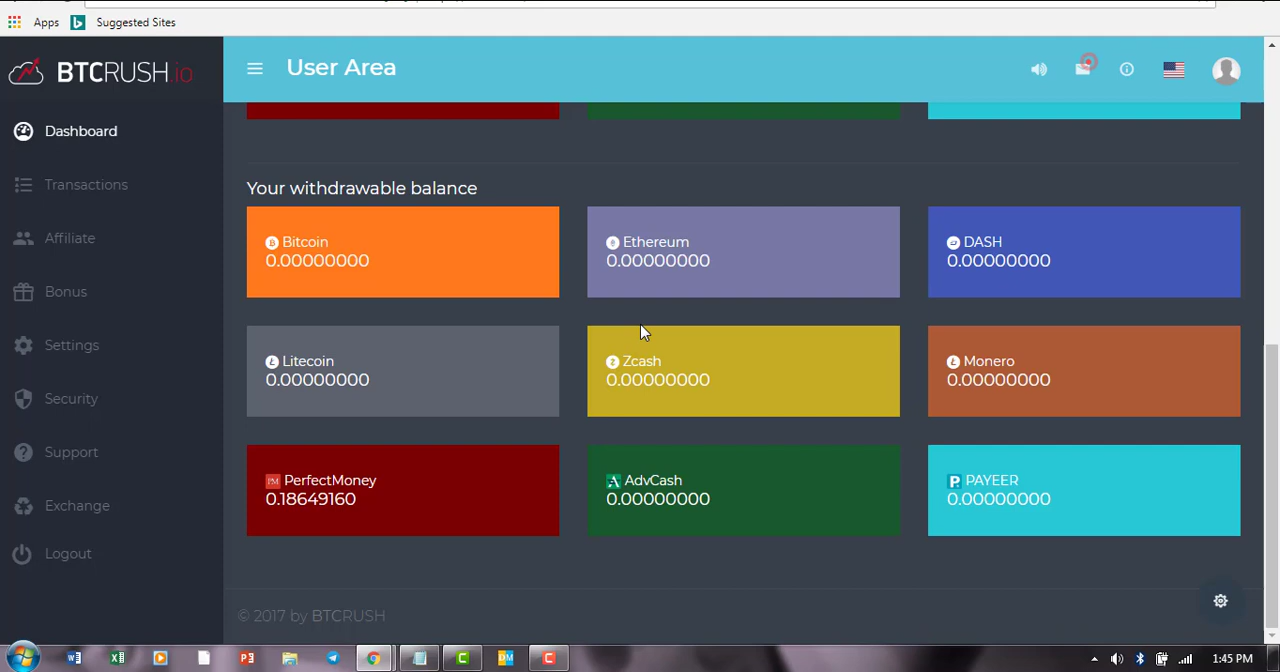 Apps
Suggested Sites
BTCRUSH.io
User Area
Dashboard
Transactions
Affiliate
Bonus
Settings
Security
Support
Exchange
Logout
Your withdrawable balance
Bitcoin
0.00000000
Ethereum
0.00000000
DASH
0.00000000
Litecoin
0.00000000
Zcash
0.00000000
Monero
0.00000000
PerfectMoney
0.18649160
AdvCash
0.00000000
PAYEER
0.00000000
© 2017 by BTCRUSH
1:45 PM